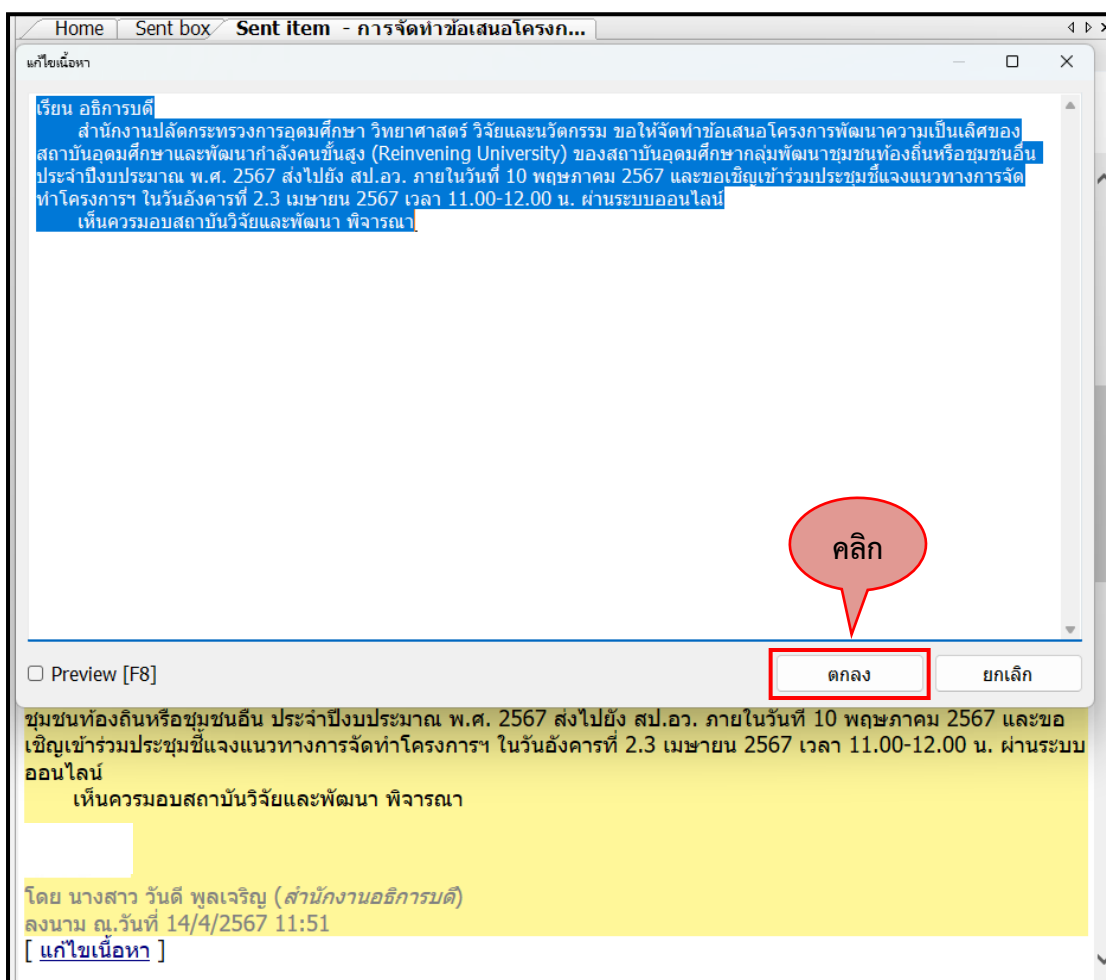 Home
Sent box
Sent item - การจัดทำข้อเสนอโครงก...
แก้ไขเนื้อหา
เรียน อธิการบดี
สำนักงานปลัดกระทรวงการอุดมศึกษา วิทยาศาสตร์ วิจัยและนวัตกรรม ขอให้จัดทำข้อเสนอโครงการพัฒนาความเป็นเลิศของ
สถาบันอุดมศึกษาและพัฒนากำลังคนขั้นสูง (Reinvening University) ของสถาบันอุดมศึกษากลุ่มพัฒนาชุมชนท้องถิ่นหรือชุมชนอื่น
ประจำปีงบประมาณ พ.ศ. 2567 ส่งไปยัง สป.อว. ภายในวันที่ 10 พฤษภาคม 2567 และขอเชิญเข้าร่วมประชุมชี้แจงแนวทางการจัด
ทำโครงการฯ ในวันอังคารที่ 2.3 เมษายน 2567 เวลา 11.00-12.00 น. ผ่านระบบออนไลน์
เห็นควรมอบสถาบันวิจัยและพัฒนา พิจารณา
คลิก
Preview [F8]
ตกลง
ยกเลิก
ชุมชนท้องถิ่นหรือชุมชนอื่น ประจำปีงบประมาณ พ.ศ. 2567 ส่งไปยัง สป.อว. ภายในวันที่ 10 พฤษภาคม 2567 และขอ
เชิญเข้าร่วมประชุมชี้แจงแนวทางการจัดทำโครงการฯ ในวันอังคารที่ 2.3 เมษายน 2567 เวลา 11.00-12.00 น. ผ่านระบบ
ออนไลน์
เห็นควรมอบสถาบันวิจัยและพัฒนา พิจารณา
โดย นางสาว วันดี พูลเจริญ (สำนักงานอธิการบดี)
ลงนาม ณ.วันที่ 14/4/2567 11:51
[ แก้ไขเนื้อหา ]